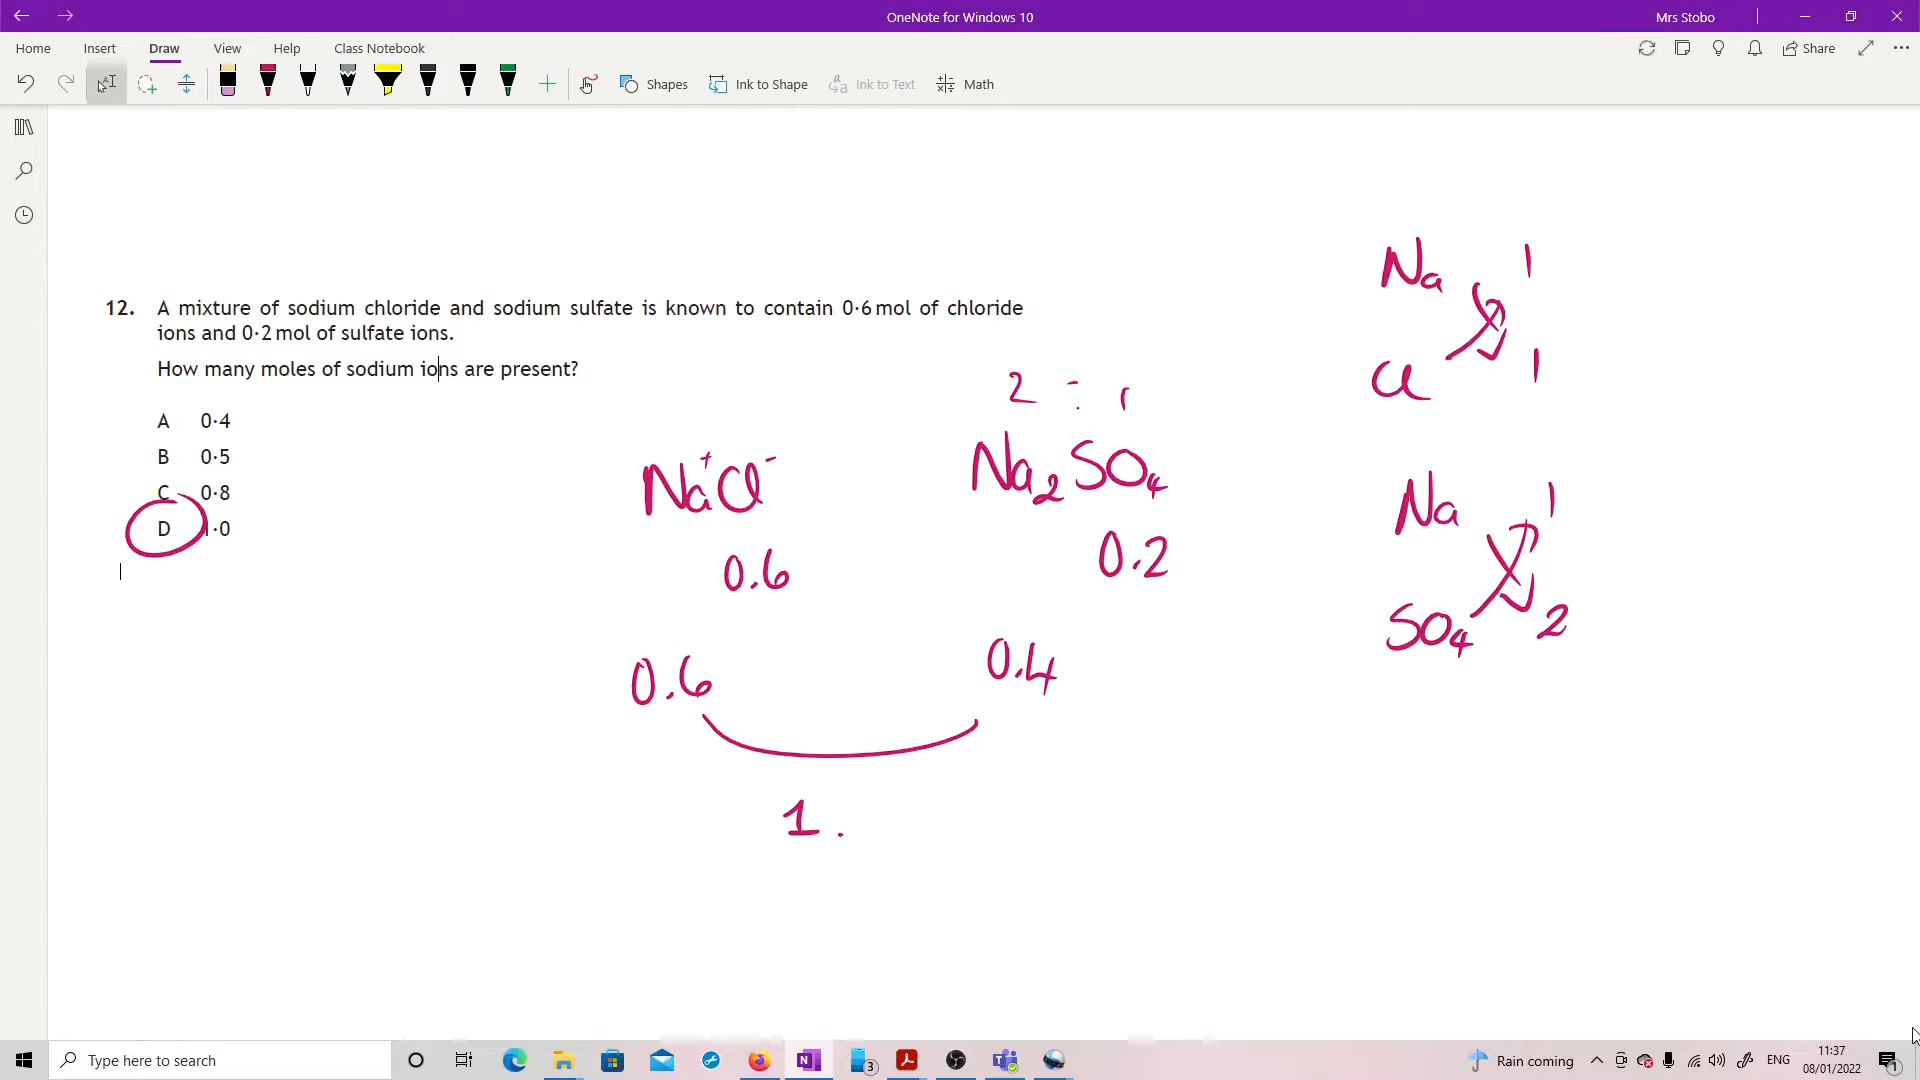 OneNote for Windows 10
Mrs Stobo
Home Insert Draw View Help Class Notebook
Share
Shapes Ink to Shape Ink to Text Math
12. A mixture of sodium chloride and sodium sulfate is known to contain 0·6 mol of chloride
ions and 0·2 mol of sulfate ions.
How many moles of sodium ions are present?
A 0·4
B 0·5
C 0·8
D 1·0
2 : 1
Na⁺Cl⁻
Na₂SO₄
0.6
0.2
0.6
0.4
1.
Na 1
Cl 1
Na 1
SO₄ 2
Type here to search
3
Rain coming
ENG
11:37
08/01/2022
1